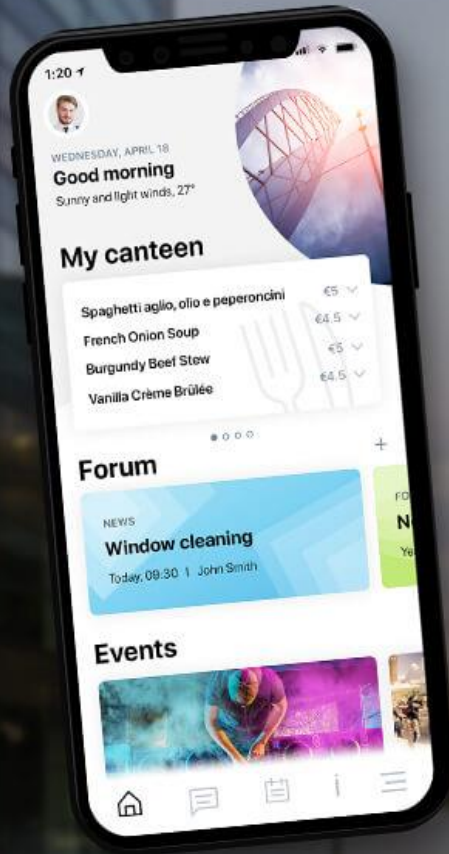 1:20
WEDNESDAY, APRIL 18
Good morning
Sunny and light winds, 27°
My canteen
Spaghetti aglio, olio e peperoncini €5
French Onion Soup €4.5
Burgundy Beef Stew €5
Vanilla Crème Brûlée €4.5
Forum
+
NEWS
FO
Window cleaning
N
Today, 09:30 | John Smith
Ye
Events
i